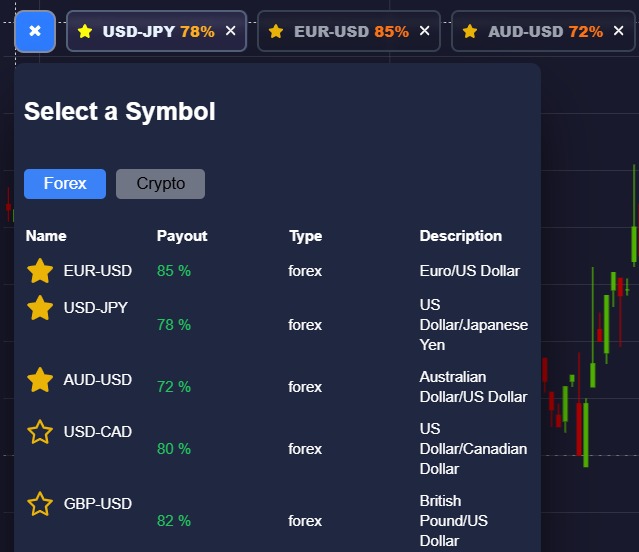 USD-JPY 78% × EUR-USD 85% × AUD-USD 72% ×
Select a Symbol
Forex Crypto
Name Payout Type Description
EUR-USD 85 % forex Euro/US Dollar
USD-JPY 78 % forex US
Dollar/Japanese
Yen
AUD-USD 72 % forex Australian
Dollar/US Dollar
USD-CAD 80 % forex US
Dollar/Canadian
Dollar
GBP-USD 82 % forex British
Pound/US
Dollar